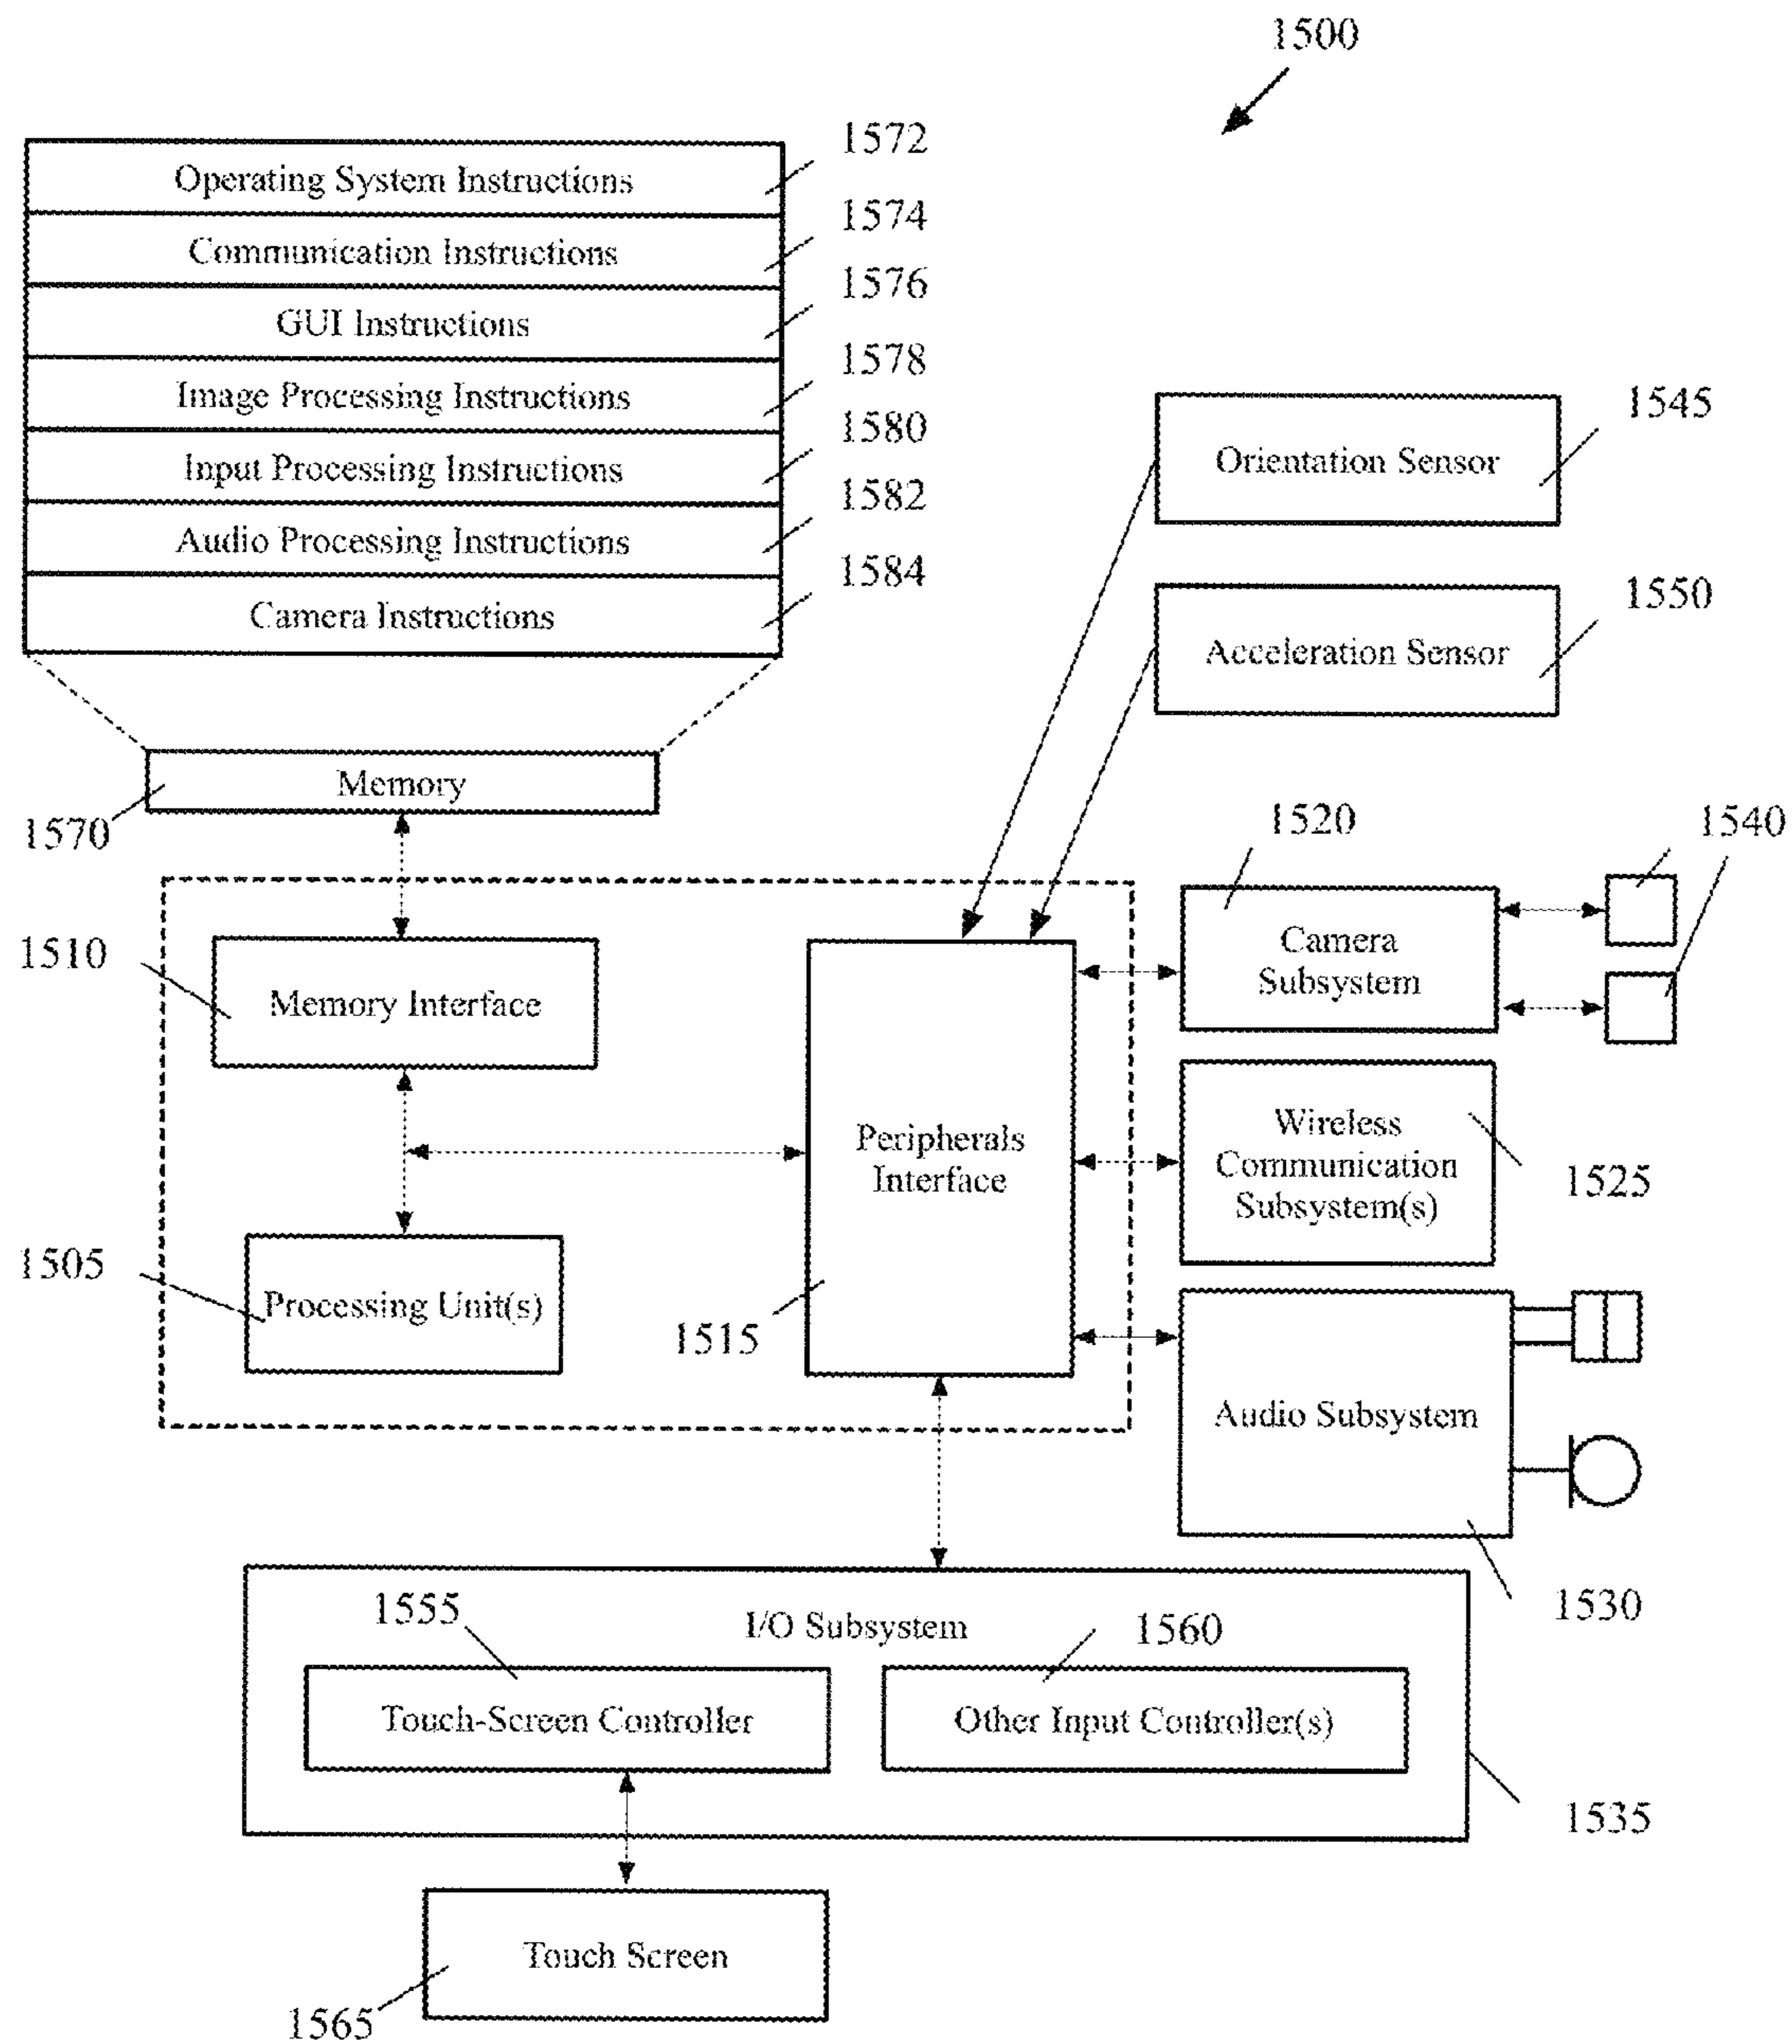 1500
1572
Operating System Instructions
1574
Communication Instructions
1576
GUI Instructions
1578
Image Processing Instructions
1580
Input Processing Instructions
1582
Audio Processing Instructions
1584
Camera Instructions
1545
Orientation Sensor
1550
Acceleration Sensor
Memory
1570
1520
1540
Camera
Subsystem
1510
Memory Interface
Peripherals
Interface
Wireless
Communication
Subsystem(s)
1525
1505
Processing Unit(s)
1515
Audio Subsystem
1530
1555
I/O Subsystem
1560
Touch-Screen Controller
Other Input Controller(s)
1535
Touch Screen
1565